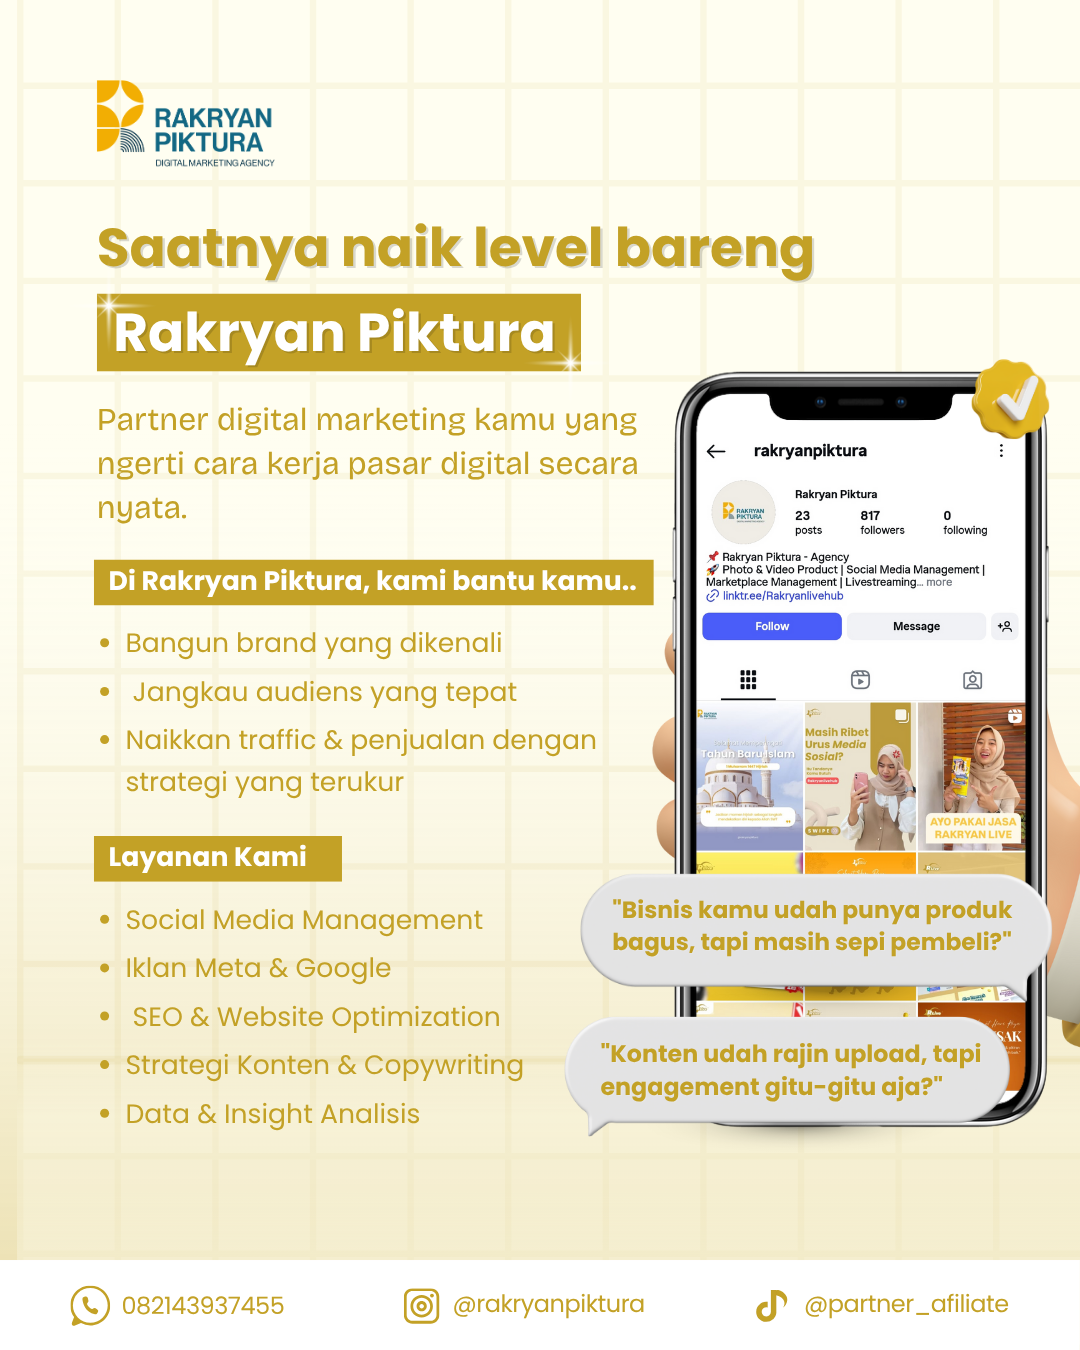 RAKRYAN
PIKTURA
DIGITAL MARKETING AGENCY
Saatnya naik level bareng
Rakryan Piktura
Partner digital marketing kamu yang
ngerti cara kerja pasar digital secara
nyata.
Di Rakryan Piktura, kami bantu kamu..
• Bangun brand yang dikenali
• Jangkau audiens yang tepat
• Naikkan traffic & penjualan dengan
strategi yang terukur
Layanan Kami
• Social Media Management
• Iklan Meta & Google
• SEO & Website Optimization
• Strategi Konten & Copywriting
• Data & Insight Analisis
rakryanpiktura
RAKRYAN
PIKTURA
Rakryan Piktura
23 817 0
posts followers following
📌 Rakryan Piktura - Agency
🚀 Photo & Video Product | Social Media Management |
Marketplace Management | Livestreaming... more
linktr.ee/Rakryanlivehub
Follow Message
Tahun Baru Islam
Masih Ribet
Urus Media
Sosial?
SWIPE
AYO PAKAI JASA
RAKRYAN LIVE
"Bisnis kamu udah punya produk
bagus, tapi masih sepi pembeli?"
SAK
"Konten udah rajin upload, tapi
engagement gitu-gitu aja?"
082143937455
@rakryanpiktura
@partner_afiliate